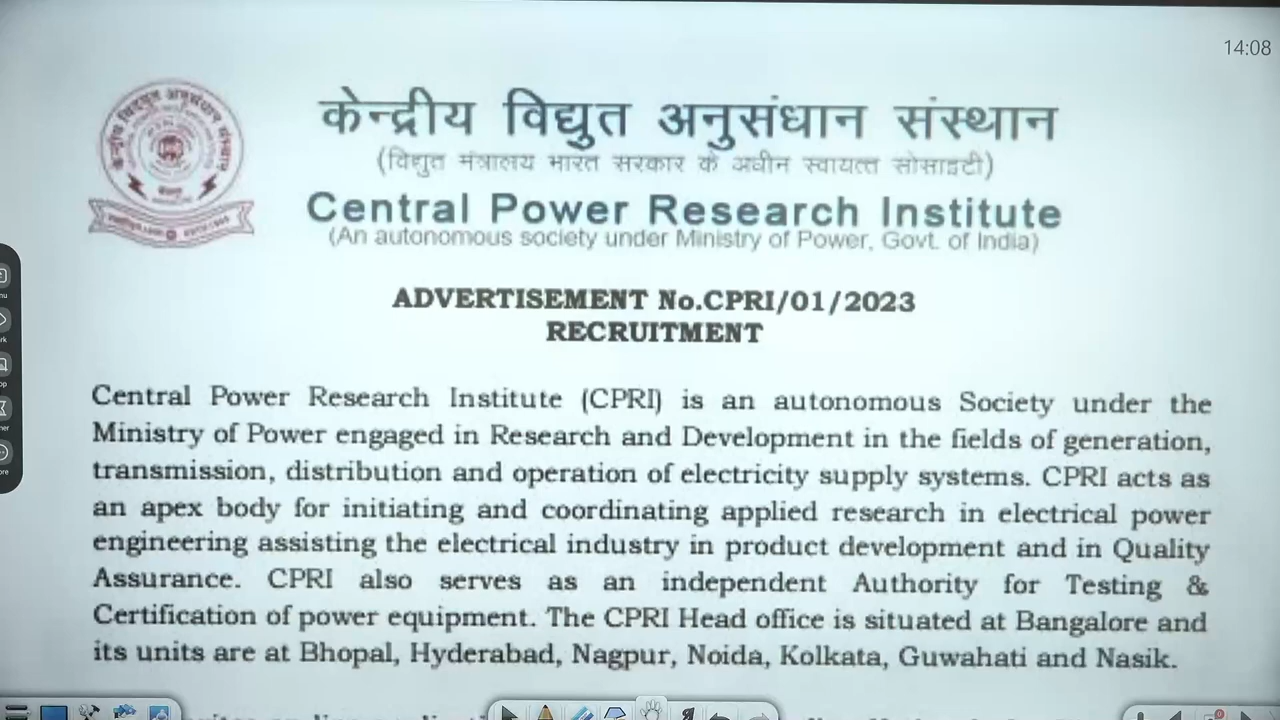 14:08
केन्द्रीय विद्युत अनुसंधान संस्थान
(विद्युत मंत्रालय भारत सरकार के अधीन स्वायत्त सोसाइटी)
Central Power Research Institute
(An autonomous society under Ministry of Power, Govt. of India)
ADVERTISEMENT No.CPRI/01/2023
RECRUITMENT
Central Power Research Institute (CPRI) is an autonomous Society under the
Ministry of Power engaged in Research and Development in the fields of generation,
transmission, distribution and operation of electricity supply systems. CPRI acts as
an apex body for initiating and coordinating applied research in electrical power
engineering assisting the electrical industry in product development and in Quality
Assurance. CPRI also serves as an independent Authority for Testing &
Certification of power equipment. The CPRI Head office is situated at Bangalore and
its units are at Bhopal, Hyderabad, Nagpur, Noida, Kolkata, Guwahati and Nasik.